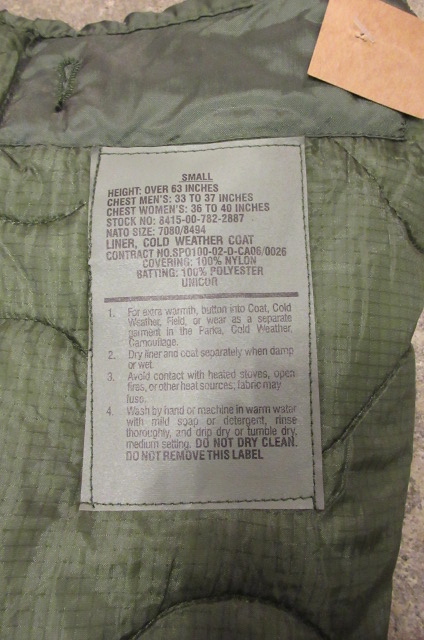 SMALL
HEIGHT: OVER 63 INCHES
CHEST MEN'S: 33 TO 37 INCHES
CHEST WOMEN'S: 36 TO 40 INCHES
STOCK NO: 8415-00-782-2887
NATO SIZE: 7080/8494
LINER, COLD WEATHER COAT
CONTRACT NO.SPO100-02-D-CA06/0026
COVERING: 100% NYLON
BATTING: 100% POLYESTER
UNICOR
1. For extra warmth, button into Coat, Cold
Weather, Field, or wear as a separate
garment in the Parka, Cold Weather,
Camouflage.
2. Dry liner and coat separately when damp
or wet.
3. Avoid contact with heated stoves, open
fires, or other heat sources; fabric may
fuse.
4. Wash by hand or machine in warm water
with mild soap or detergent, rinse
thoroughly, and drip dry or tumble dry,
medium setting. DO NOT DRY CLEAN.
DO NOT REMOVE THIS LABEL